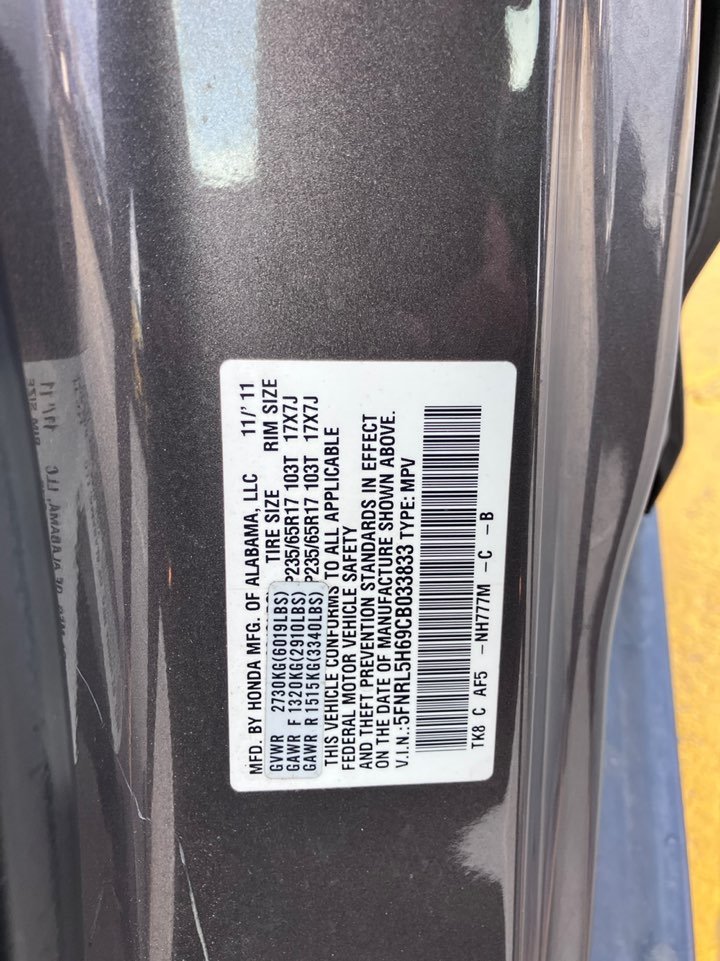 MFD. BY HONDA MFG. OF ALABAMA, LLC 11/'11
TIRE SIZE RIM SIZE
GVWR 2730KG(6019LBS)
GAWR F 1320KG(2910LBS) P235/65R17 103T 17X7J
GAWR R 1515KG(3340LBS) P235/65R17 103T 17X7J
THIS VEHICLE CONFORMS TO ALL APPLICABLE
FEDERAL MOTOR VEHICLE SAFETY
AND THEFT PREVENTION STANDARDS IN EFFECT
ON THE DATE OF MANUFACTURE SHOWN ABOVE.
V.I.N.:5FNRL5H69CB033833 TYPE: MPV
TK8 C AF5 -NH777M -C -B